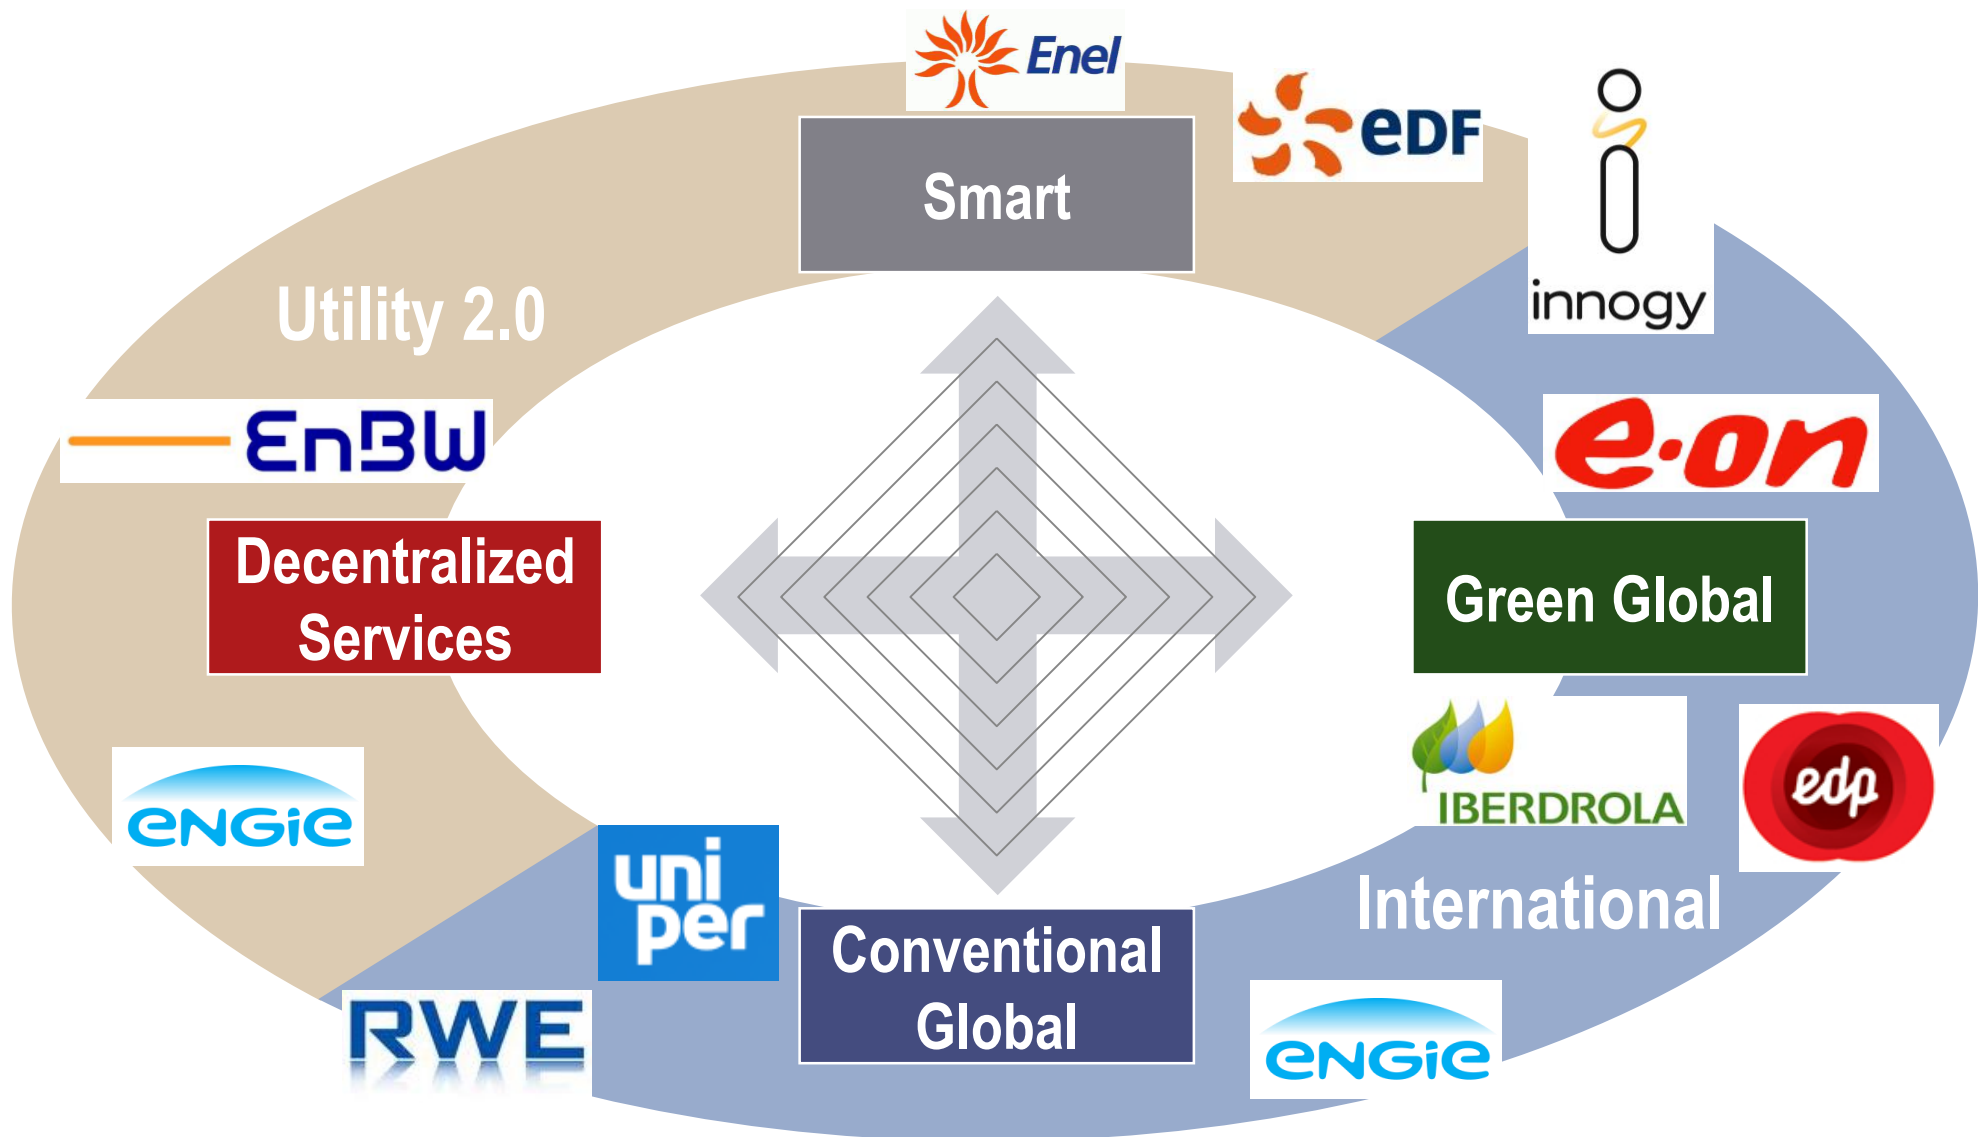 Enel
eDF
Smart
innogy
Utility 2.0
EnBW
e·on
Decentralized
Services
Green Global
IBERDROLA
edp
eNGie
uni
per
International
Conventional
Global
RWE
eNGie